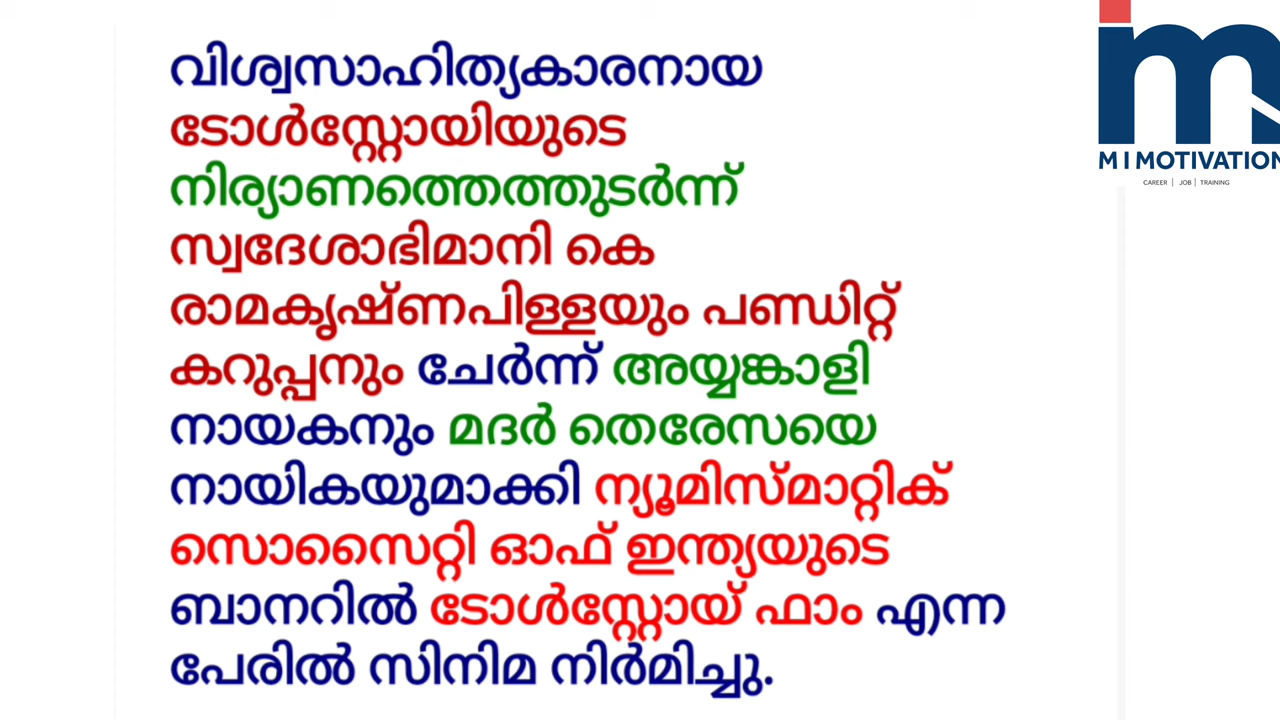 വിശ്വസാഹിത്യകാരനായ
ടോൾസ്റ്റോയിയുടെ
നിര്യാണത്തെത്തുടർന്ന്
സ്വദേശാഭിമാനി കെ
രാമകൃഷ്ണപിള്ളയും പണ്ഡിറ്റ്
കറുപ്പനും ചേർന്ന് അയ്യങ്കാളി
നായകനും മദർ തെരേസയെ
നായികയുമാക്കി ന്യൂമിസ്മാറ്റിക്
സൊസൈറ്റി ഓഫ് ഇന്ത്യയുടെ
ബാനറിൽ ടോൾസ്റ്റോയ് ഫാം എന്ന
പേരിൽ സിനിമ നിർമിച്ചു.
im
M I MOTIVATION
CAREER | JOB | TRAINING